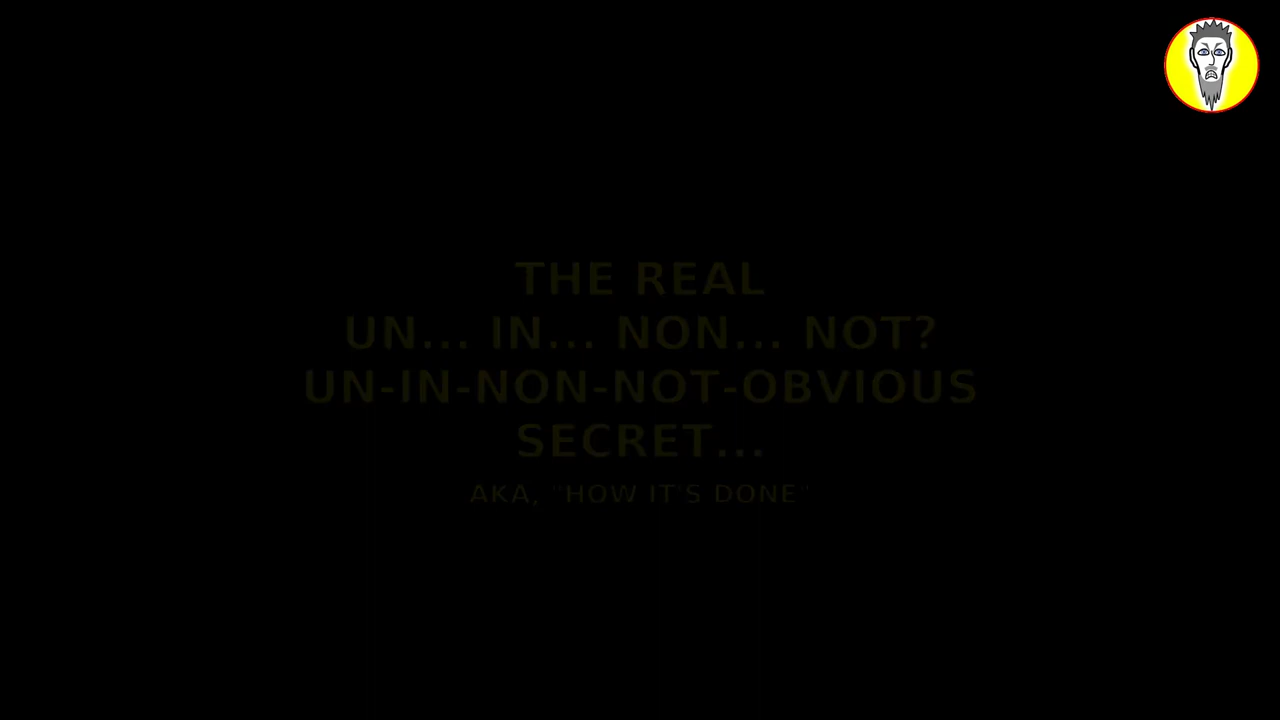 THE REAL
UN... IN... NON... NOT?
UN-IN-NON-NOT-OBVIOUS
SECRET...
AKA, "HOW IT'S DONE"